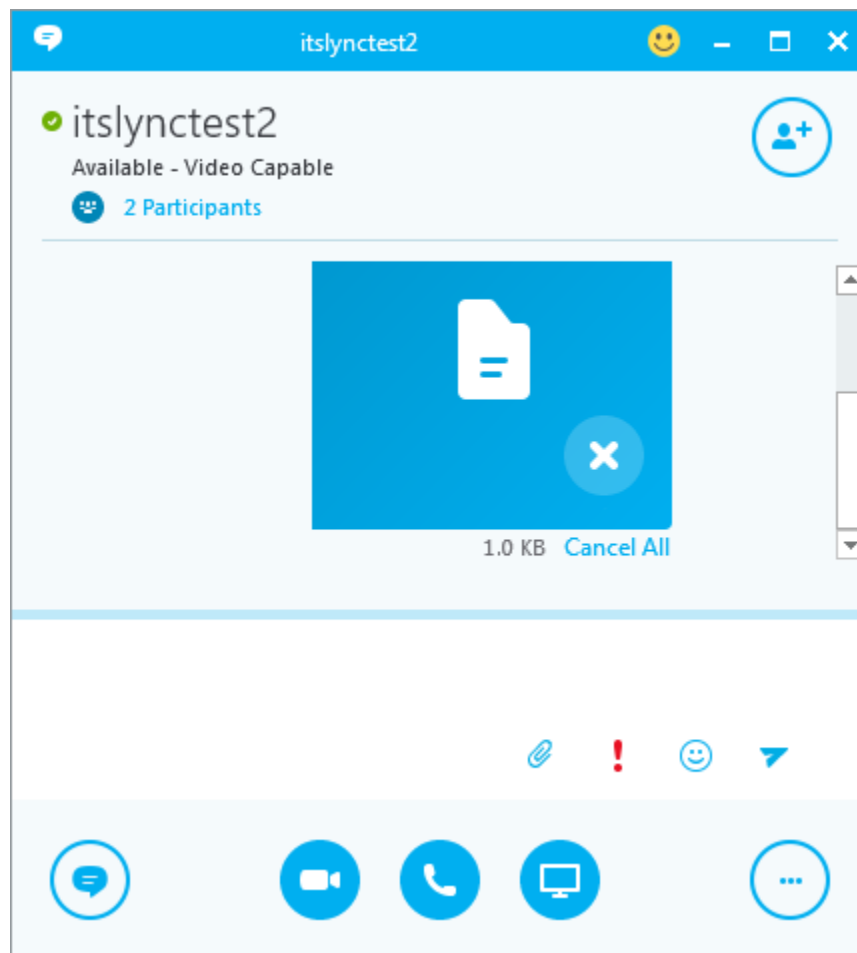 itslynctest2
itslynctest2
Available - Video Capable
2 Participants
1.0 KB Cancel All